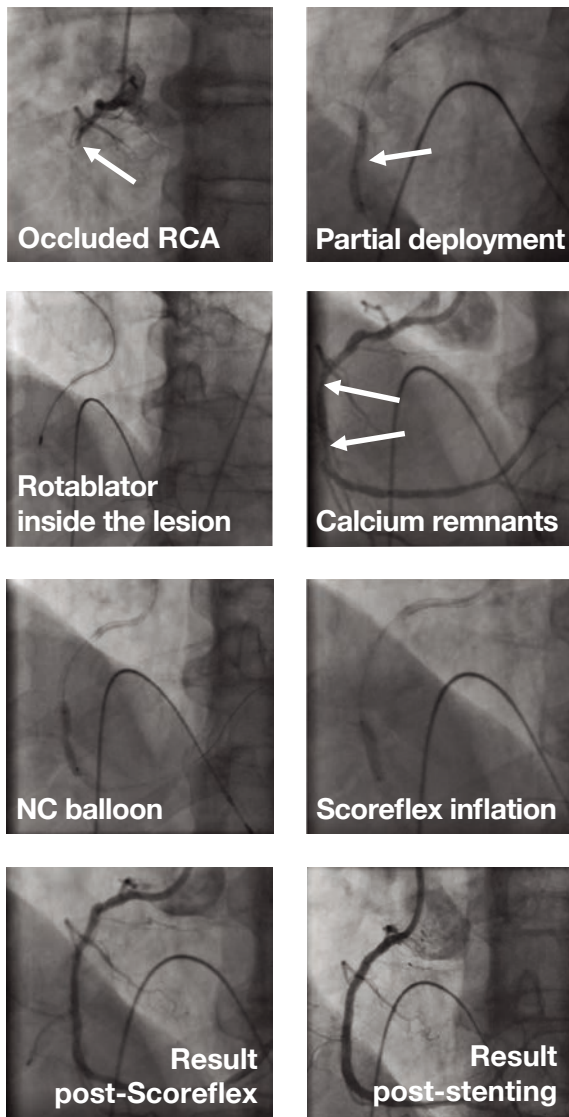 Occluded RCA
Partial deployment
Rotablator
inside the lesion
Calcium remnants
NC balloon
Scoreflex inflation
Result
post-Scoreflex
Result
post-stenting